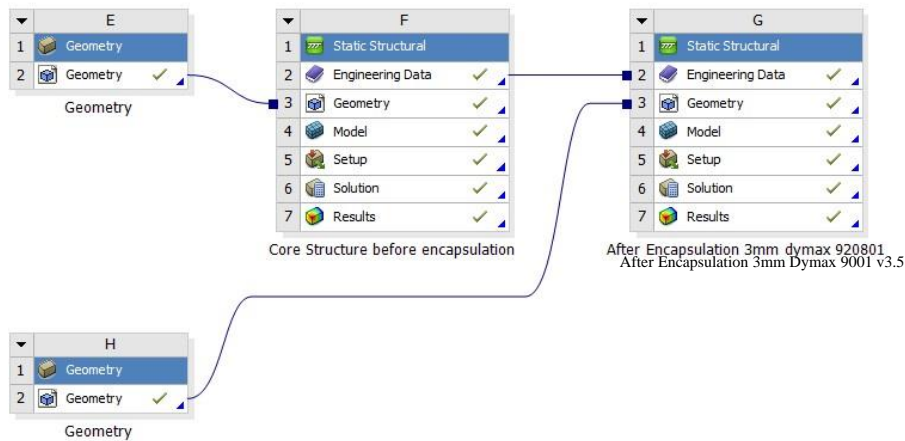 E
1 Geometry
2 Geometry
Geometry
F
1 Static Structural
2 Engineering Data
3 Geometry
4 Model
5 Setup
6 Solution
7 Results
Core Structure before encapsulation
G
1 Static Structural
2 Engineering Data
3 Geometry
4 Model
5 Setup
6 Solution
7 Results
After Encapsulation 3mm dymax 920801
After Encapsulation 3mm Dymax 9001 v3.5
H
1 Geometry
2 Geometry
Geometry